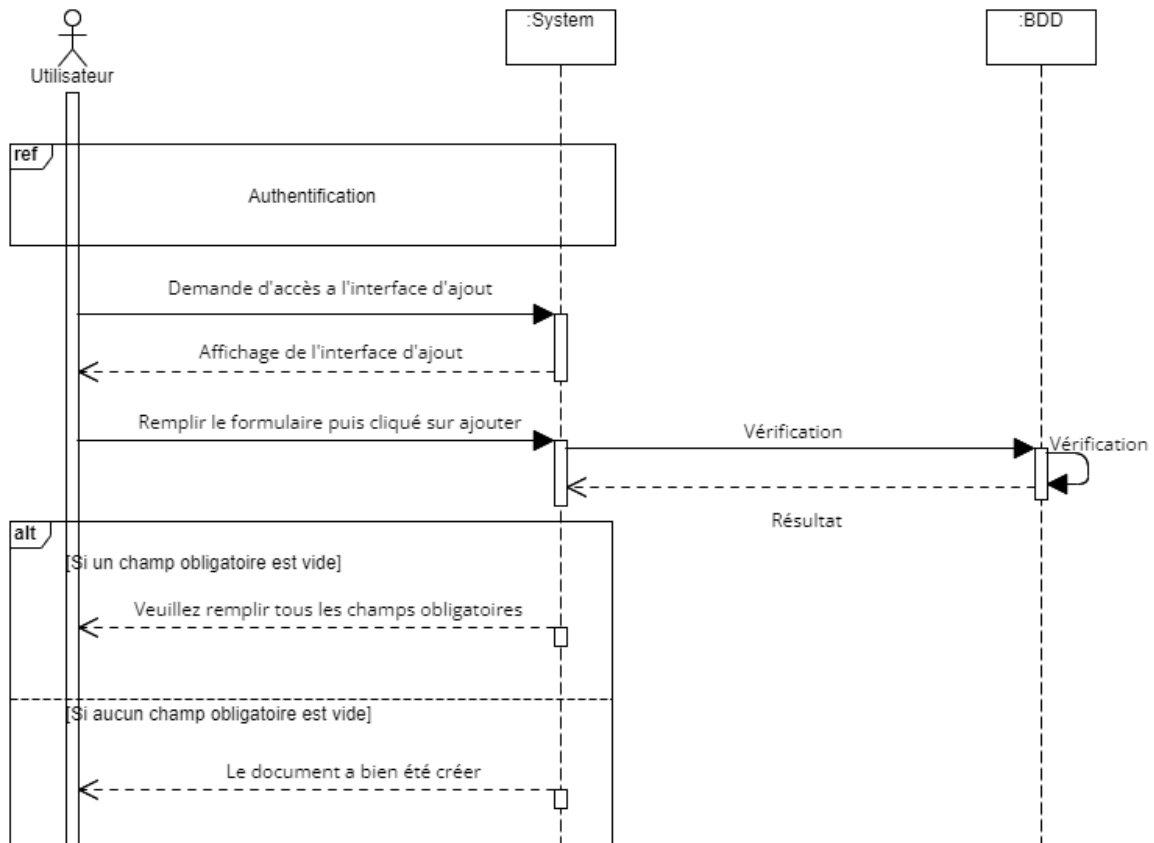 :System
:BDD
Utilisateur
ref
Authentification
Demande d'accès a l'interface d'ajout
Affichage de l'interface d'ajout
Remplir le formulaire puis cliqué sur ajouter
Vérification
Vérification
Résultat
alt
[Si un champ obligatoire est vide]
Veuillez remplir tous les champs obligatoires
[Si aucun champ obligatoire est vide]
Le document a bien été créer